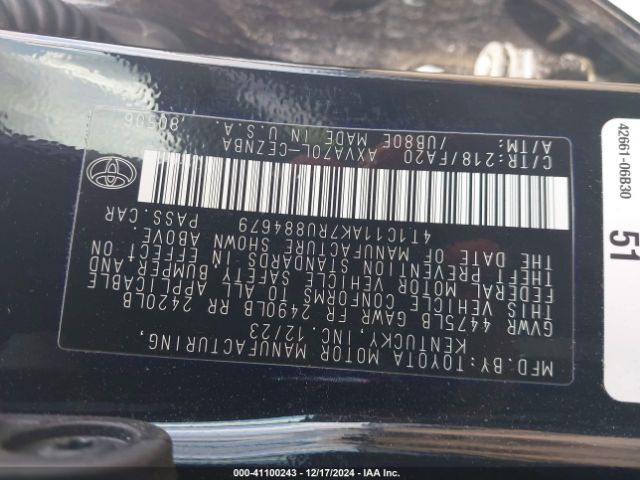 MFD. BY: TOYOTA MOTOR MANUFACTURING,
KENTUCKY, INC. 12/23
GVWR 4475LB GAWR FR 2490LB RR 2420LB
THIS VEHICLE CONFORMS TO ALL APPLICABLE
FEDERAL MOTOR VEHICLE SAFETY, BUMPER, AND
THEFT PREVENTION STANDARDS IN EFFECT ON
THE DATE OF MANUFACTURE SHOWN ABOVE.
4T1C11AK7RU884679 PASS. CAR
C/TR:218/FA20 AXVA70L-CEZNBA
A/TM: /UB80E MADE IN U.S.A. 80506
42661-06B30
51
000-41100243 - 12/17/2024 - IAA Inc.